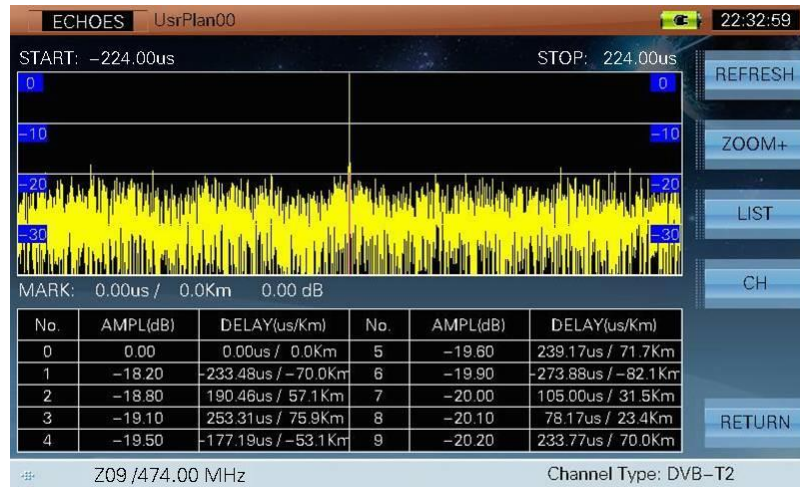 ECHOES UsrPlan00 22:32:59
START: -224.00us STOP: 224.00us
REFRESH
0 0
-10 -10
ZOOM+
-20 -20
LIST
-30 -30
CH
MARK: 0.00us / 0.0Km 0.00 dB
No. AMPL(dB) DELAY(us/Km) No. AMPL(dB) DELAY(us/Km)
0 0.00 0.00us / 0.0Km 5 -19.60 239.17us / 71.7Km
1 -18.20 -233.48us / -70.0Km 6 -19.90 -273.88us / -82.1Km
2 -18.80 190.46us / 57.1Km 7 -20.00 105.00us / 31.5Km
3 -19.10 253.31us / 75.9Km 8 -20.10 78.17us / 23.4Km
4 -19.50 -177.19us / -53.1Km 9 -20.20 233.77us / 70.0Km
RETURN
Z09 /474.00 MHz Channel Type: DVB-T2